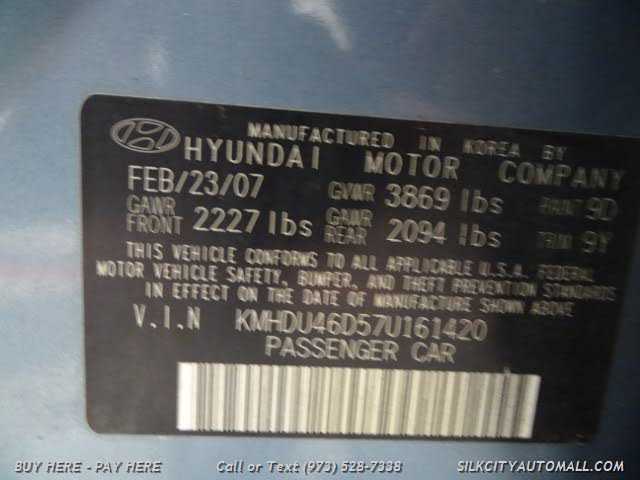 MANUFACTURED IN KOREA BY
HYUNDAI MOTOR COMPANY
FEB/23/07 GVWR 3869 lbs PAINT 9D
GAWR FRONT 2227 lbs GAWR REAR 2094 lbs TRIM 9Y
THIS VEHICLE CONFORMS TO ALL APPLICABLE U.S.A. FEDERAL
MOTOR VEHICLE SAFETY, BUMPER, AND THEFT PREVENTION STANDARDS
IN EFFECT ON THE DATE OF MANUFACTURE SHOWN ABOVE
V.I.N KMHDU46D57U161420
PASSENGER CAR
BUY HERE - PAY HERE Call or Text (973) 528-7338 SILKCITYAUTOMALL.COM